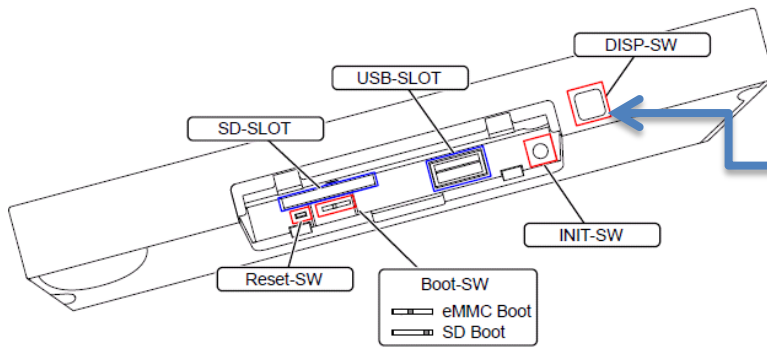 DISP-SW
USB-SLOT
SD-SLOT
INIT-SW
Reset-SW
Boot-SW
eMMC Boot
SD Boot